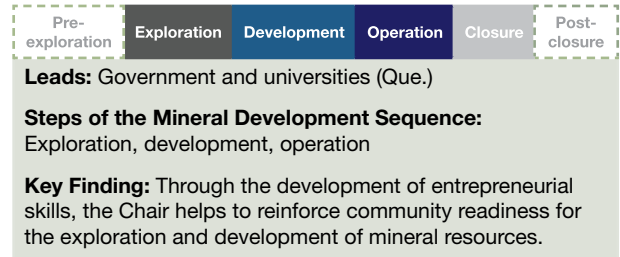 Pre-exploration Exploration Development Operation Closure Post-closure
Leads: Government and universities (Que.)
Steps of the Mineral Development Sequence:
Exploration, development, operation
Key Finding: Through the development of entrepreneurial
skills, the Chair helps to reinforce community readiness for
the exploration and development of mineral resources.